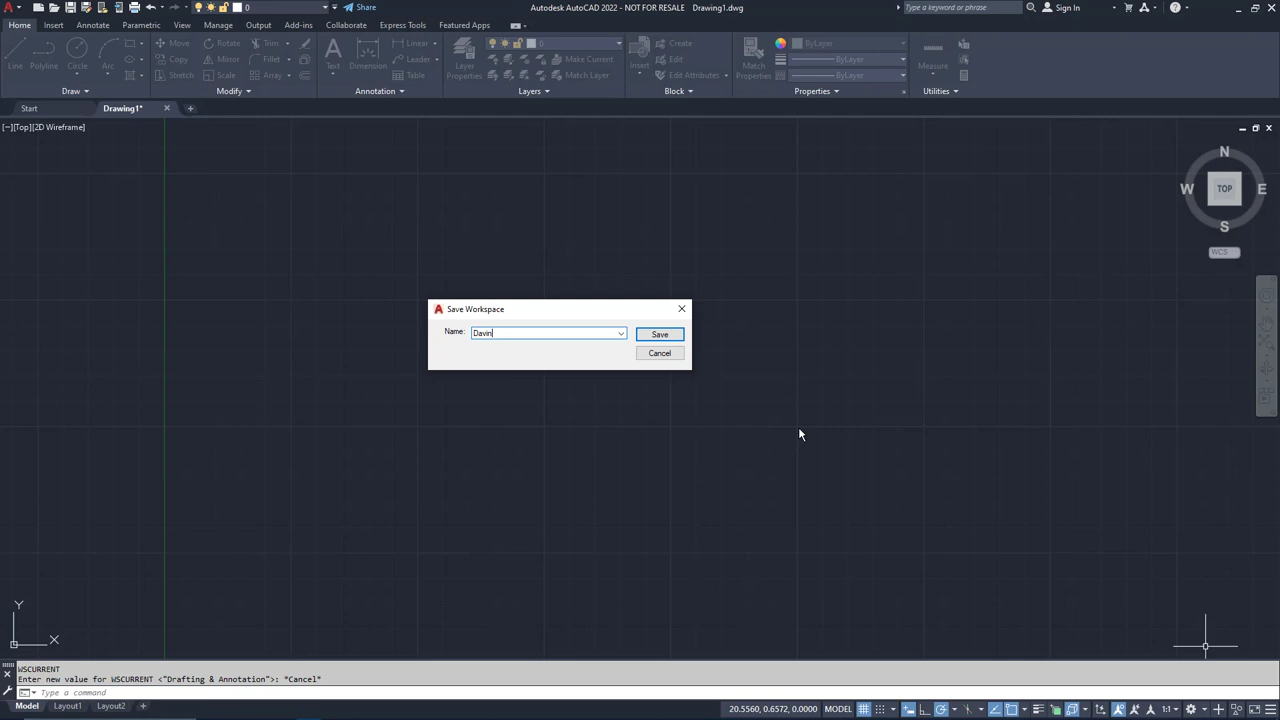 0
Share
Autodesk AutoCAD 2022 - NOT FOR RESALE Drawing1.dwg
Type a keyword or phrase
Sign In
Home Insert Annotate Parametric View Manage Output Add-ins Collaborate Express Tools Featured Apps
Line Polyline Circle Arc
Move Rotate Trim
Copy Mirror Fillet
Stretch Scale Array
Text Dimension
Linear
Leader
Table
Layer Properties
0
Make Current
Match Layer
Insert
Create
Edit
Edit Attributes
Match Properties
ByLayer
ByLayer
ByLayer
Measure
Draw Modify Annotation Layers Block Properties Utilities
Start Drawing1*
[−][Top][2D Wireframe]
N
W TOP E
S
WCS
Save Workspace
Name: Davin
Save
Cancel
Y
X
WSCURRENT
Enter new value for WSCURRENT <"Drafting & Annotation">: *Cancel*
Type a command
Model Layout1 Layout2
20.5560, 0.6572, 0.0000 MODEL 1:1